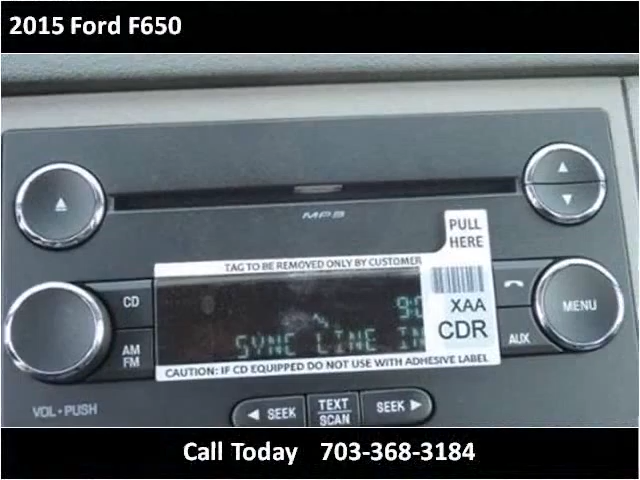 2015 Ford F650
MP3
PULL
HERE
TAG TO BE REMOVED ONLY BY CUSTOMER
CD
XAA
MENU
SYNC LINE IN
CDR
AUX
AM
FM
CAUTION: IF CD EQUIPPED DO NOT USE WITH ADHESIVE LABEL
VOL • PUSH
SEEK
TEXT
SCAN
SEEK
Call Today 703-368-3184